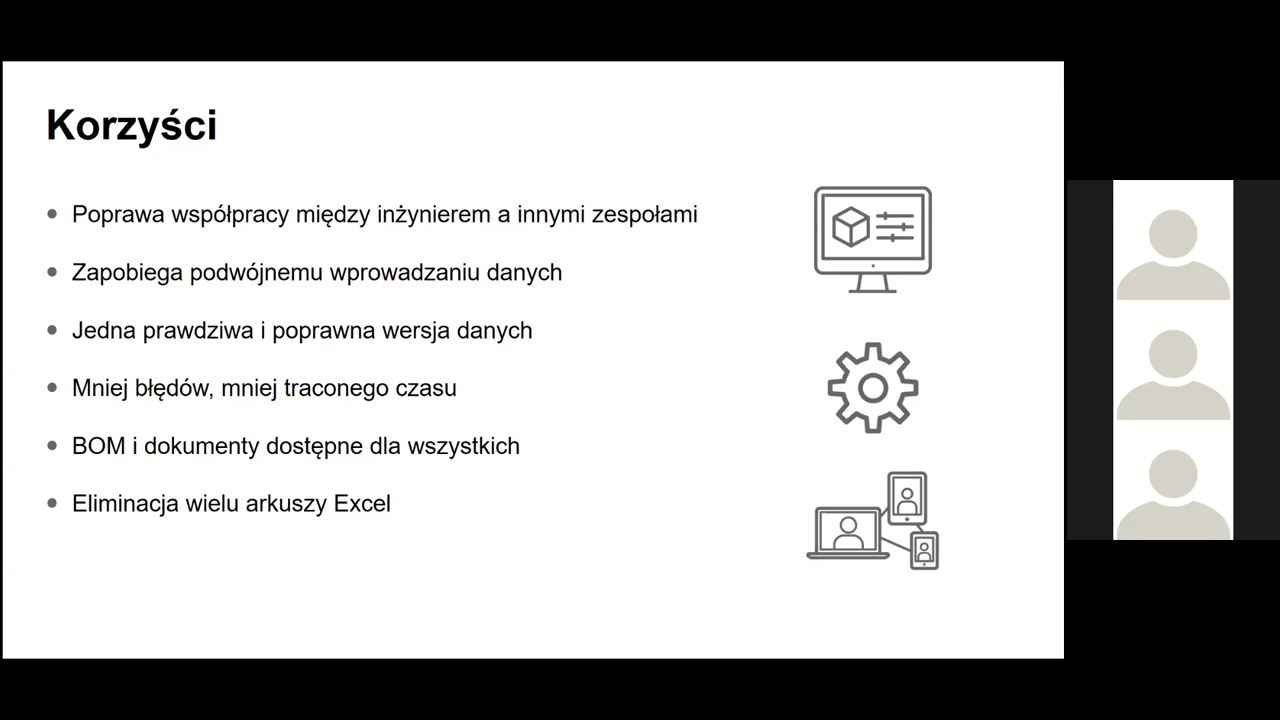 Korzyści
Poprawa współpracy między inżynierem a innymi zespołami
Zapobiega podwójnemu wprowadzaniu danych
Jedna prawdziwa i poprawna wersja danych
Mniej błędów, mniej traconego czasu
BOM i dokumenty dostępne dla wszystkich
Eliminacja wielu arkuszy Excel